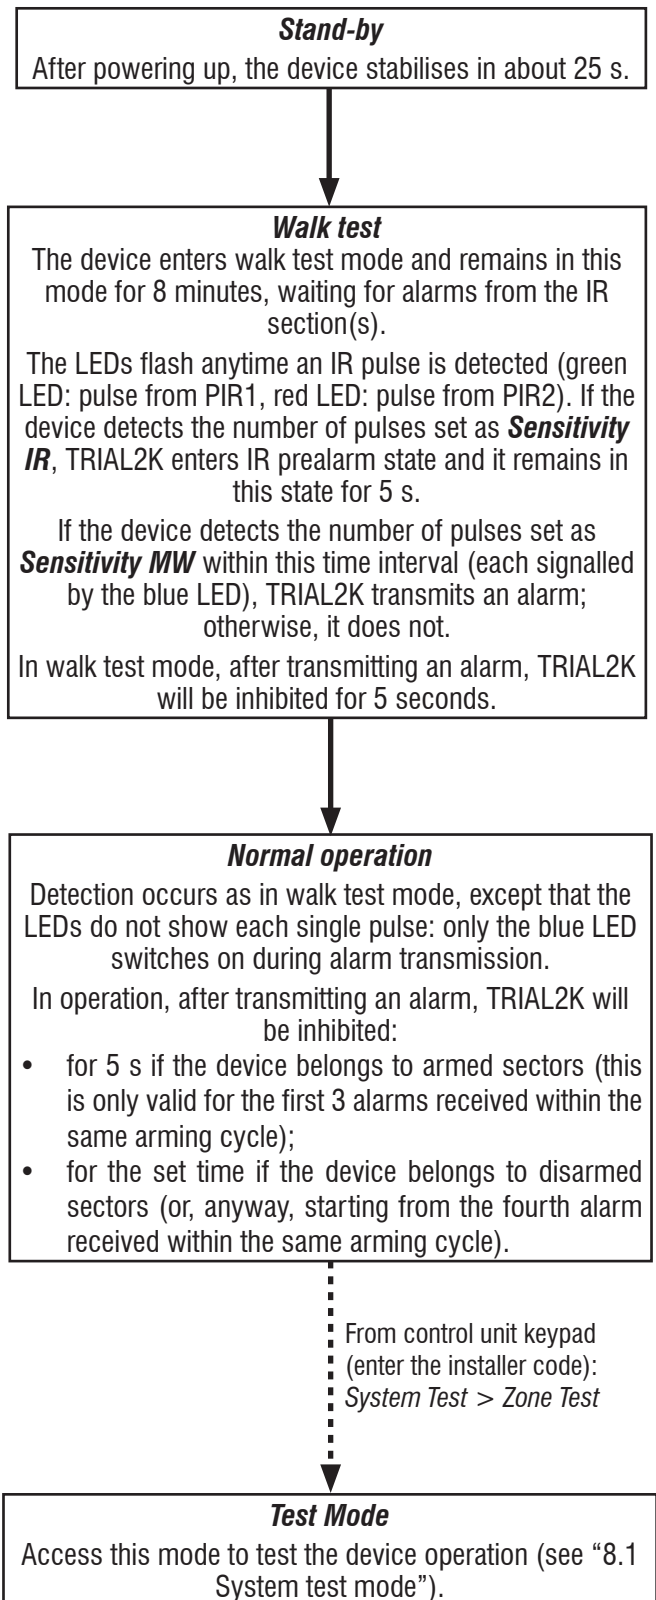 Stand-by
After powering up, the device stabilises in about 25 s.
Walk test
The device enters walk test mode and remains in this
mode for 8 minutes, waiting for alarms from the IR
section(s).
The LEDs flash anytime an IR pulse is detected (green
LED: pulse from PIR1, red LED: pulse from PIR2). If the
device detects the number of pulses set as Sensitivity
IR, TRIAL2K enters IR prealarm state and it remains in
this state for 5 s.
If the device detects the number of pulses set as
Sensitivity MW within this time interval (each signalled
by the blue LED), TRIAL2K transmits an alarm;
otherwise, it does not.
In walk test mode, after transmitting an alarm, TRIAL2K
will be inhibited for 5 seconds.
Normal operation
Detection occurs as in walk test mode, except that the
LEDs do not show each single pulse: only the blue LED
switches on during alarm transmission.
In operation, after transmitting an alarm, TRIAL2K will
be inhibited:
• for 5 s if the device belongs to armed sectors (this
is only valid for the first 3 alarms received within the
same arming cycle);
• for the set time if the device belongs to disarmed
sectors (or, anyway, starting from the fourth alarm
received within the same arming cycle).
From control unit keypad
(enter the installer code):
System Test > Zone Test
Test Mode
Access this mode to test the device operation (see “8.1
System test mode”).